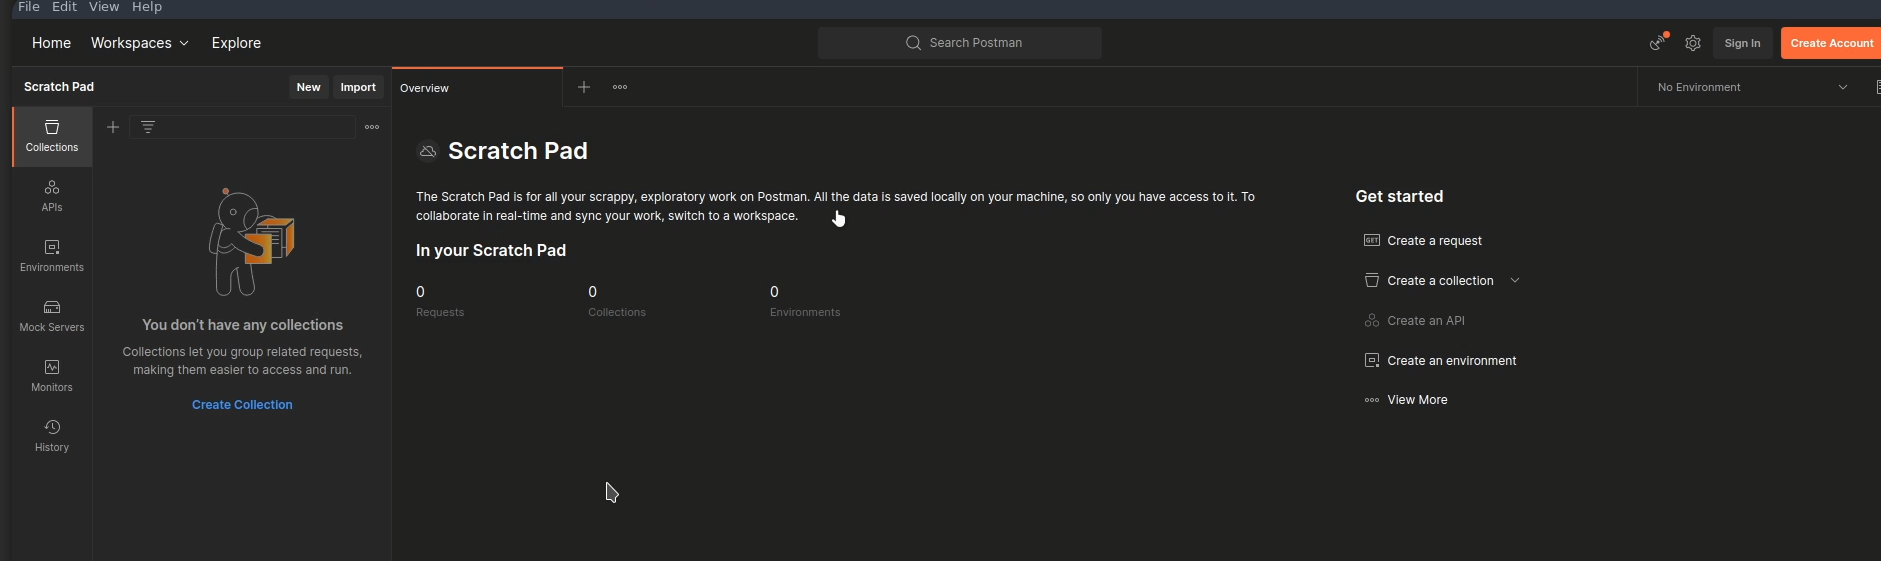 File Edit View Help
Home Workspaces Explore Search Postman Sign In Create Account
Scratch Pad New Import Overview No Environment
Collections
APIs
Environments
Mock Servers
Monitors
History
You don't have any collections
Collections let you group related requests,
making them easier to access and run.
Create Collection
Scratch Pad
The Scratch Pad is for all your scrappy, exploratory work on Postman. All the data is saved locally on your machine, so only you have access to it. To
collaborate in real-time and sync your work, switch to a workspace.
In your Scratch Pad
0 0 0
Requests Collections Environments
Get started
GET Create a request
Create a collection
Create an API
Create an environment
View More